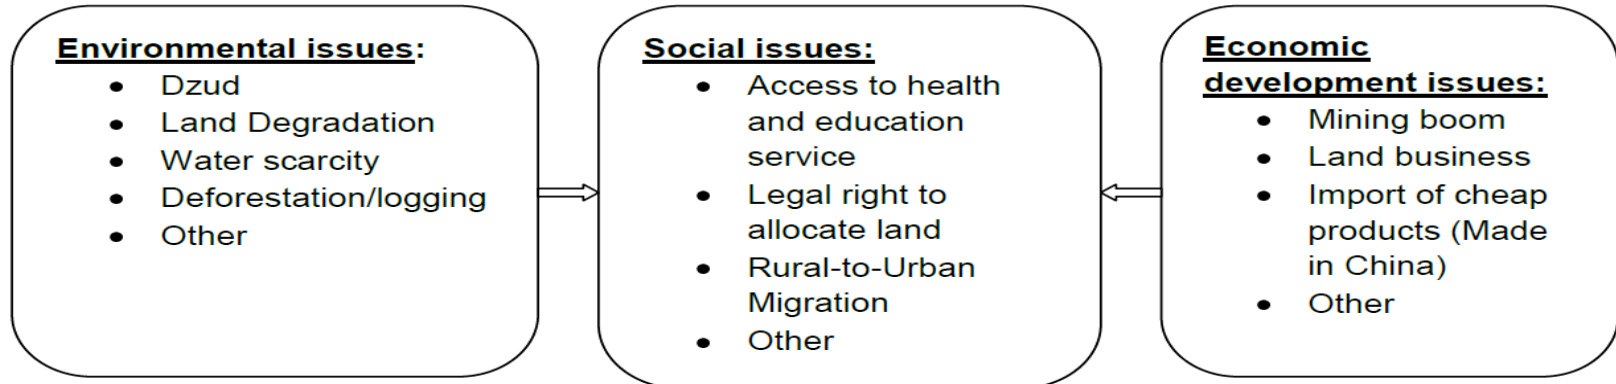 Environmental issues:
• Dzud
• Land Degradation
• Water scarcity
• Deforestation/logging
• Other
Social issues:
• Access to health
and education
service
• Legal right to
allocate land
• Rural-to-Urban
Migration
• Other
Economic
development issues:
• Mining boom
• Land business
• Import of cheap
products (Made
in China)
• Other